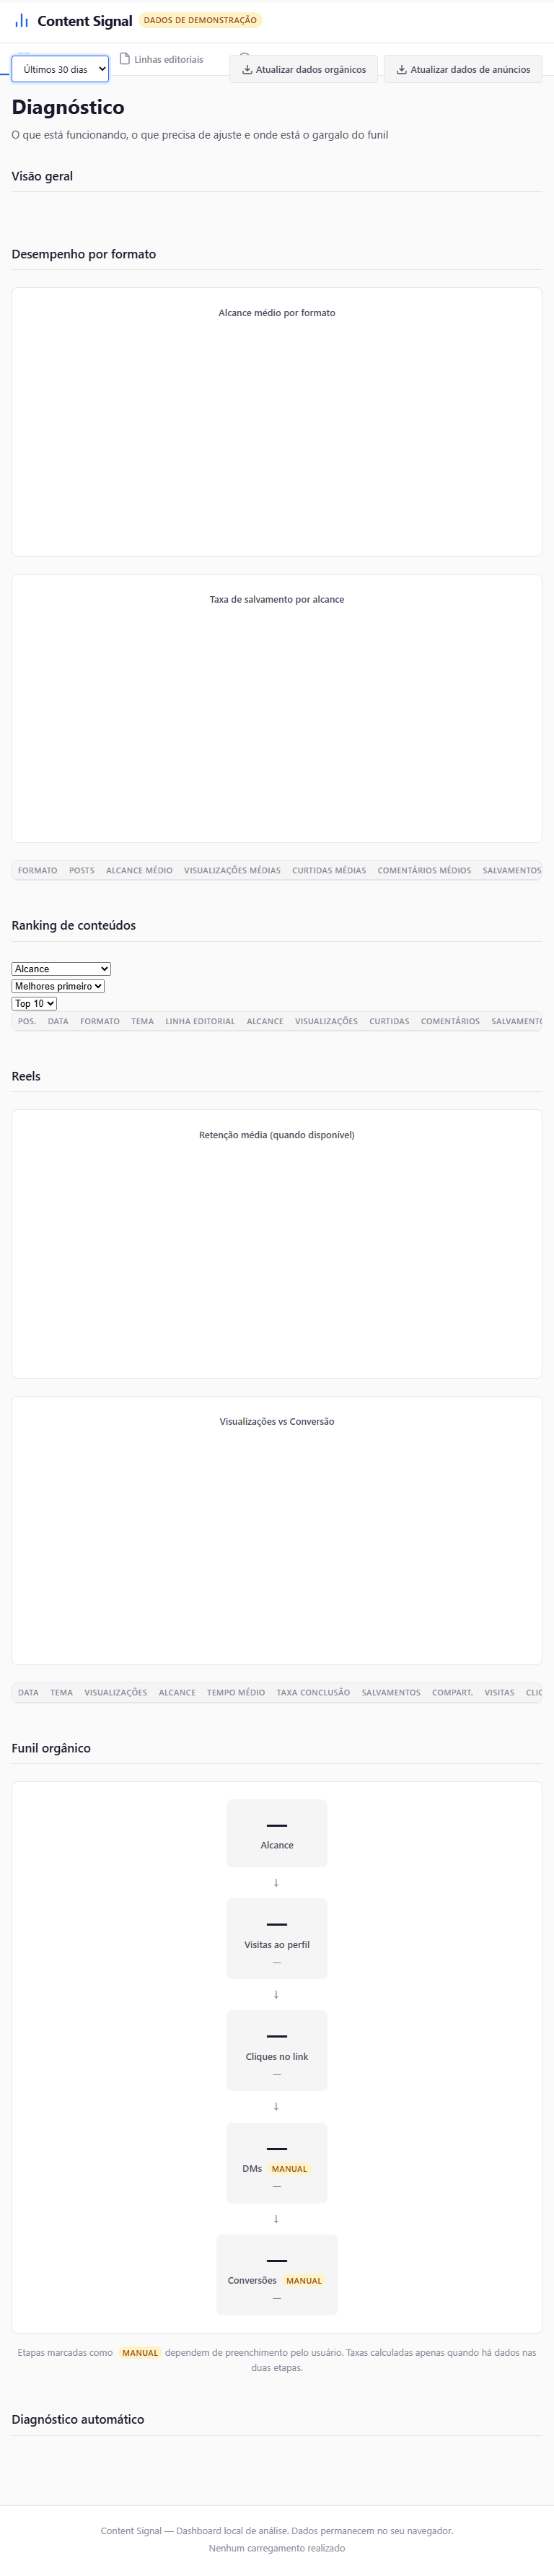 Content Signal DADOS DE DEMONSTRAÇÃO
Linhas editoriais
Últimos 30 dias
Atualizar dados orgânicos
Atualizar dados de anúncios
Diagnóstico
O que está funcionando, o que precisa de ajuste e onde está o gargalo do funil
Visão geral
Desempenho por formato
Alcance médio por formato
Taxa de salvamento por alcance
FORMATO POSTS ALCANCE MÉDIO VISUALIZAÇÕES MÉDIAS CURTIDAS MÉDIAS COMENTÁRIOS MÉDIOS SALVAMENTOS
Ranking de conteúdos
Alcance
Melhores primeiro
Top 10
POS. DATA FORMATO TEMA LINHA EDITORIAL ALCANCE VISUALIZAÇÕES CURTIDAS COMENTÁRIOS SALVAMENTO
Reels
Retenção média (quando disponível)
Visualizações vs Conversão
DATA TEMA VISUALIZAÇÕES ALCANCE TEMPO MÉDIO TAXA CONCLUSÃO SALVAMENTOS COMPART. VISITAS CLIC
Funil orgânico
—
Alcance
↓
—
Visitas ao perfil
—
↓
—
Cliques no link
—
↓
—
DMs MANUAL
—
↓
—
Conversões MANUAL
—
Etapas marcadas como MANUAL dependem de preenchimento pelo usuário. Taxas calculadas apenas quando há dados nas
duas etapas.
Diagnóstico automático
Content Signal — Dashboard local de análise. Dados permanecem no seu navegador.
Nenhum carregamento realizado